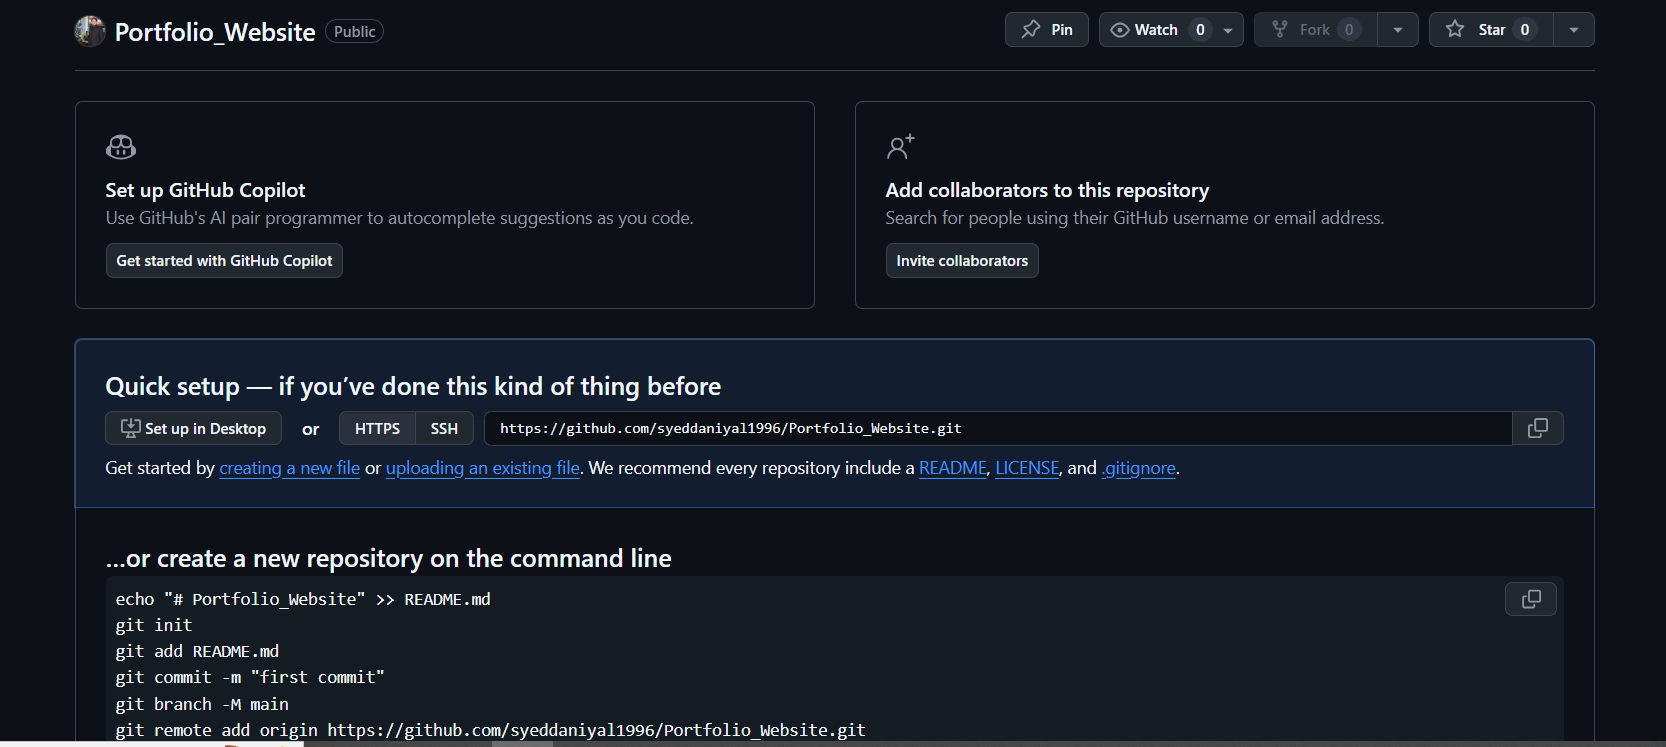 Portfolio_Website Public
Pin
Watch 0
Fork 0
Star 0
Set up GitHub Copilot
Use GitHub's AI pair programmer to autocomplete suggestions as you code.
Get started with GitHub Copilot
Add collaborators to this repository
Search for people using their GitHub username or email address.
Invite collaborators
Quick setup — if you’ve done this kind of thing before
Set up in Desktop or HTTPS SSH https://github.com/syeddaniyal1996/Portfolio_Website.git
Get started by creating a new file or uploading an existing file. We recommend every repository include a README, LICENSE, and .gitignore.
...or create a new repository on the command line
echo "# Portfolio_Website" >> README.md
git init
git add README.md
git commit -m "first commit"
git branch -M main
git remote add origin https://github.com/syeddaniyal1996/Portfolio_Website.git